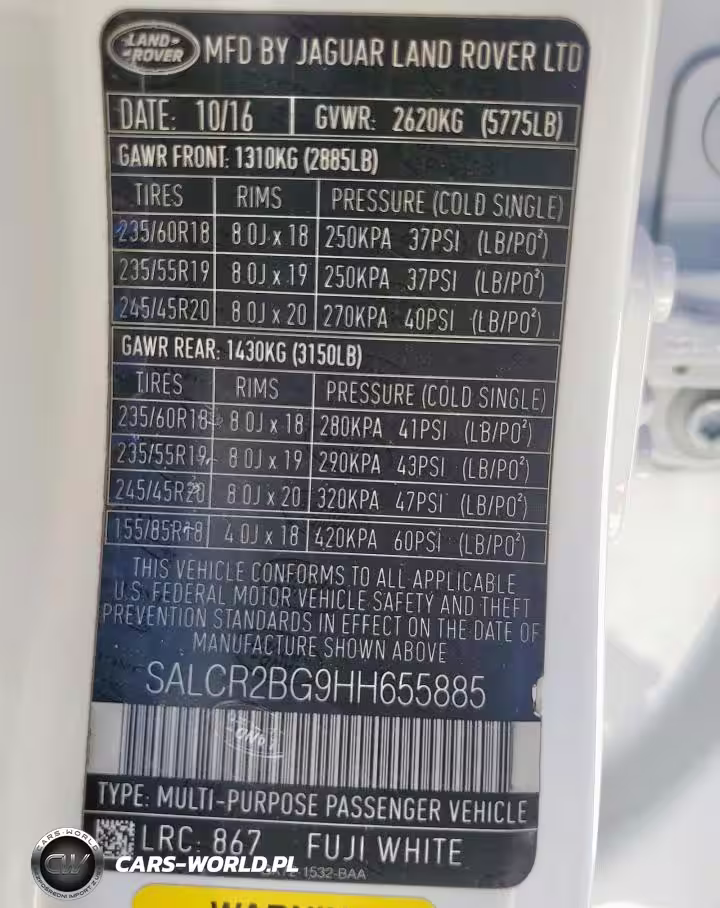 LAND-
-ROVER
MFD BY JAGUAR LAND ROVER LTD
DATE: 10/16 GVWR: 2620KG (5775LB)
GAWR FRONT: 1310KG (2885LB)
TIRES RIMS PRESSURE (COLD SINGLE)
235/60R18 8.0J x 18 250KPA 37PSI (LB/PO²)
235/55R19 8.0J x 19 250KPA 37PSI (LB/PO²)
245/45R20 8.0J x 20 270KPA 40PSI (LB/PO²)
GAWR REAR: 1430KG (3150LB)
TIRES RIMS PRESSURE (COLD SINGLE)
235/60R18 8.0J x 18 280KPA 41PSI (LB/PO²)
235/55R19 8.0J x 19 290KPA 43PSI (LB/PO²)
245/45R20 8.0J x 20 320KPA 47PSI (LB/PO²)
155/85R18 4.0J x 18 420KPA 60PSI (LB/PO²)
THIS VEHICLE CONFORMS TO ALL APPLICABLE
U.S. FEDERAL MOTOR VEHICLE SAFETY AND THEFT
PREVENTION STANDARDS IN EFFECT ON THE DATE OF
MANUFACTURE SHOWN ABOVE
SALCR2BG9HH655885
TYPE: MULTI-PURPOSE PASSENGER VEHICLE
LRC: 867 FUJI WHITE
1532-BAA
CARS-WORLD
CW
CARS-WORLD.PL